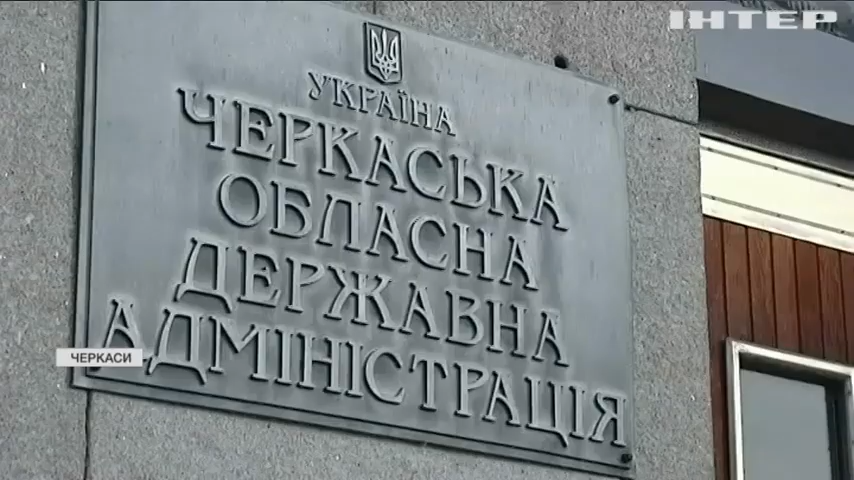 ІНТЕР
УКРАЇНА
ЧЕРКАСЬКА
ОБЛАСНА
ДЕРЖАВНА
АДМІНІСТРАЦІЯ
ЧЕРКАСИ